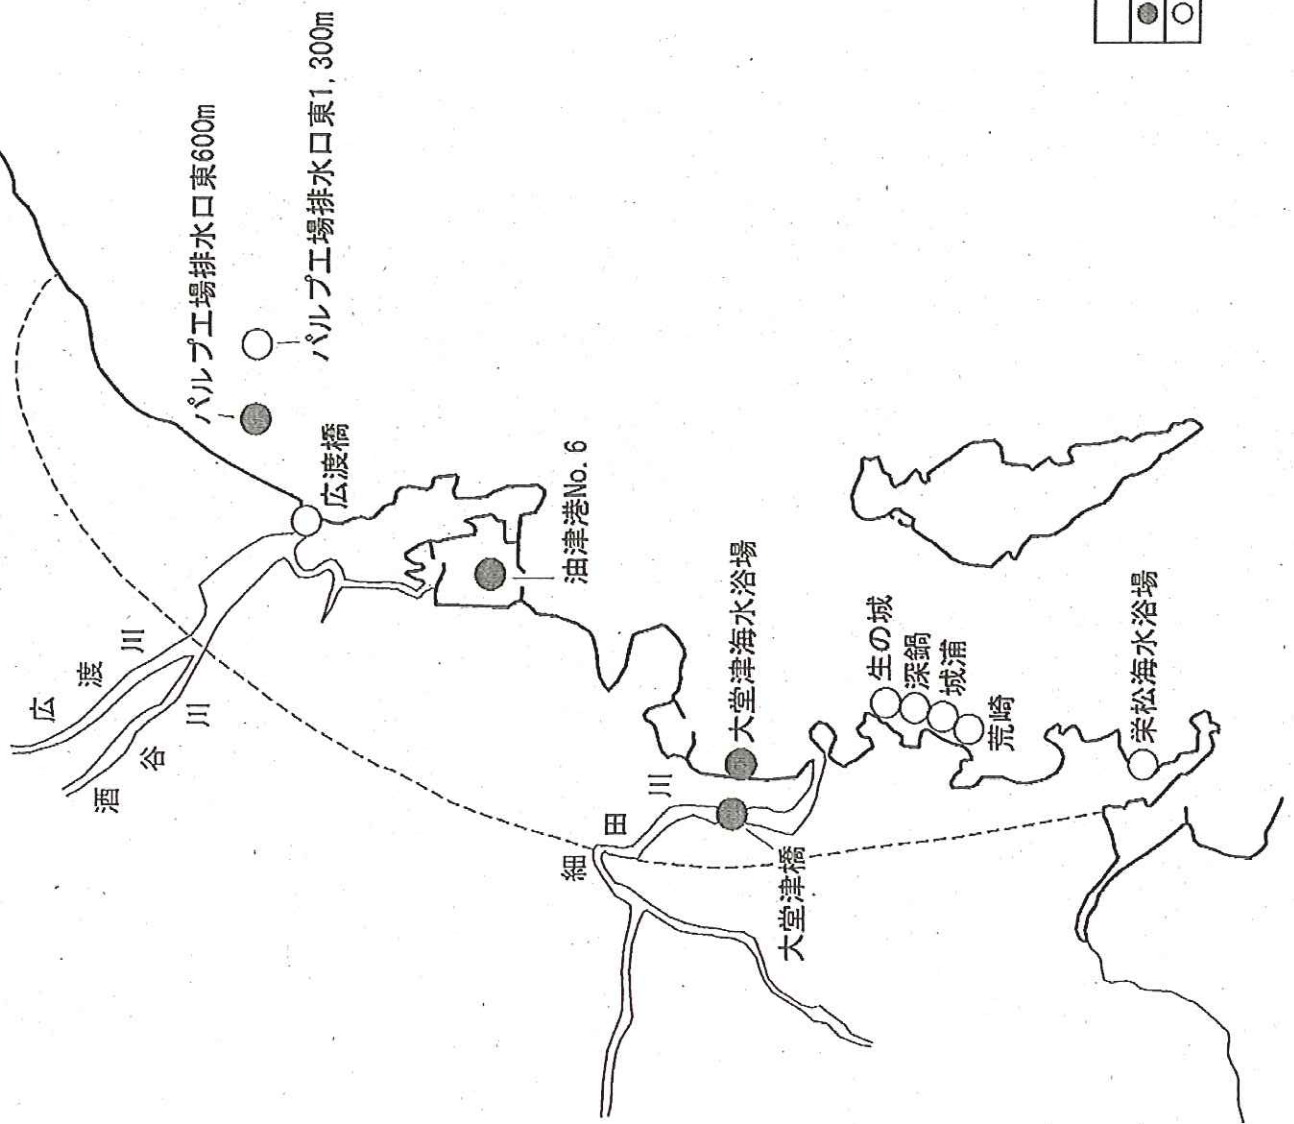 パルプ工場排水口東600m
パルプ工場排水口東1,300m
広渡橋
広渡川
酒谷川
油津港No.6
大堂津海水浴場
細田川
大堂津橋
生の城
深鍋
城浦
荒崎
栄松海水浴場